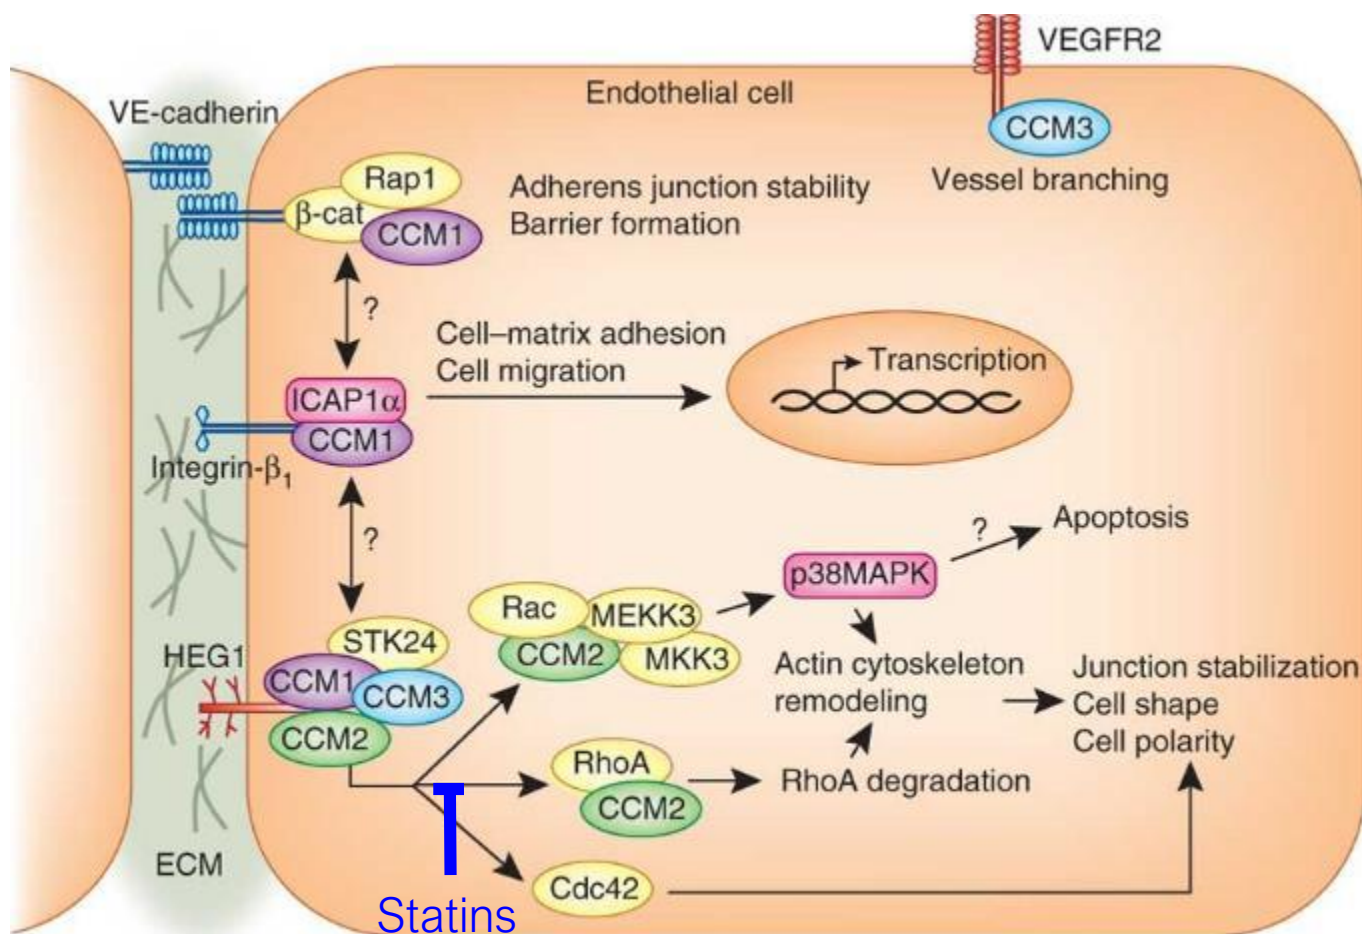 VEGFR2
Endothelial cell
VE-cadherin
CCM3
Vessel branching
Rap1
β-cat
CCM1
Adherens junction stability
Barrier formation
?
Cell–matrix adhesion
Cell migration
Transcription
ICAP1α
CCM1
Integrin-β₁
?
?
Apoptosis
p38MAPK
Rac
MEKK3
CCM2
MKK3
STK24
HEG1
CCM1
CCM3
CCM2
Actin cytoskeleton
remodeling
Junction stabilization
Cell shape
Cell polarity
RhoA
CCM2
RhoA degradation
ECM
Cdc42
Statins